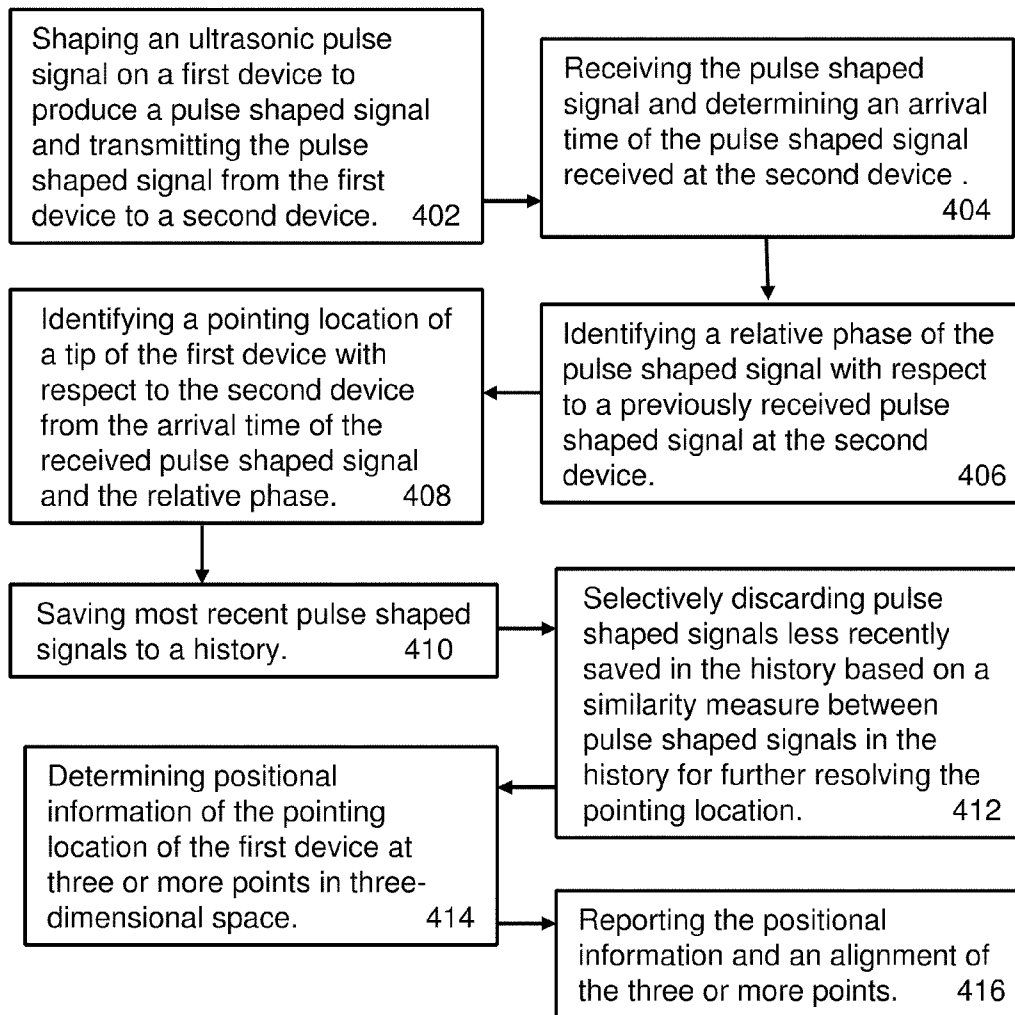 Shaping an ultrasonic pulse
signal on a first device to
produce a pulse shaped signal
and transmitting the pulse
shaped signal from the first
device to a second device. 402
Receiving the pulse shaped
signal and determining an arrival
time of the pulse shaped signal
received at the second device .
404
Identifying a relative phase of the
pulse shaped signal with respect
to a previously received pulse
shaped signal at the second
device. 406
Identifying a pointing location of
a tip of the first device with
respect to the second device
from the arrival time of the
received pulse shaped signal
and the relative phase. 408
Saving most recent pulse shaped
signals to a history. 410
Selectively discarding pulse
shaped signals less recently
saved in the history based on a
similarity measure between
pulse shaped signals in the
history for further resolving the
pointing location. 412
Determining positional
information of the pointing
location of the first device at
three or more points in three-
dimensional space. 414
Reporting the positional
information and an alignment of
the three or more points. 416